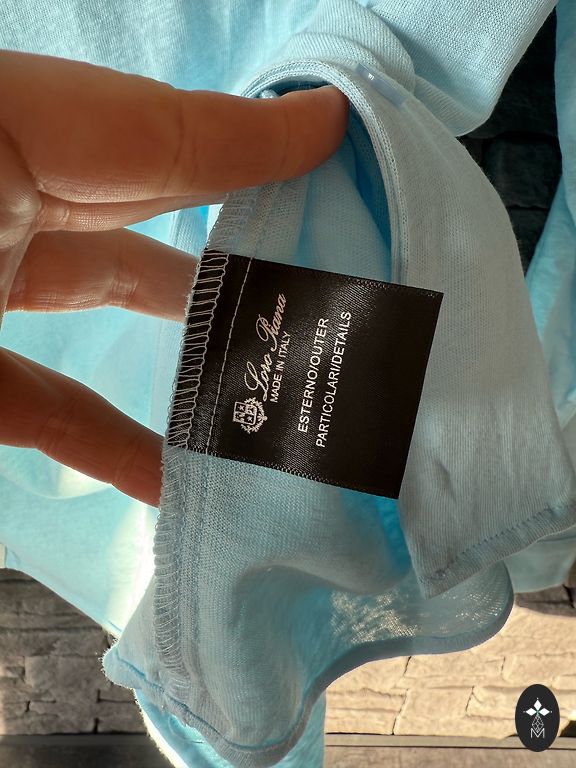 Loro Piana
MADE IN ITALY
ESTERNO/OUTER
PARTICOLARI/DETAILS